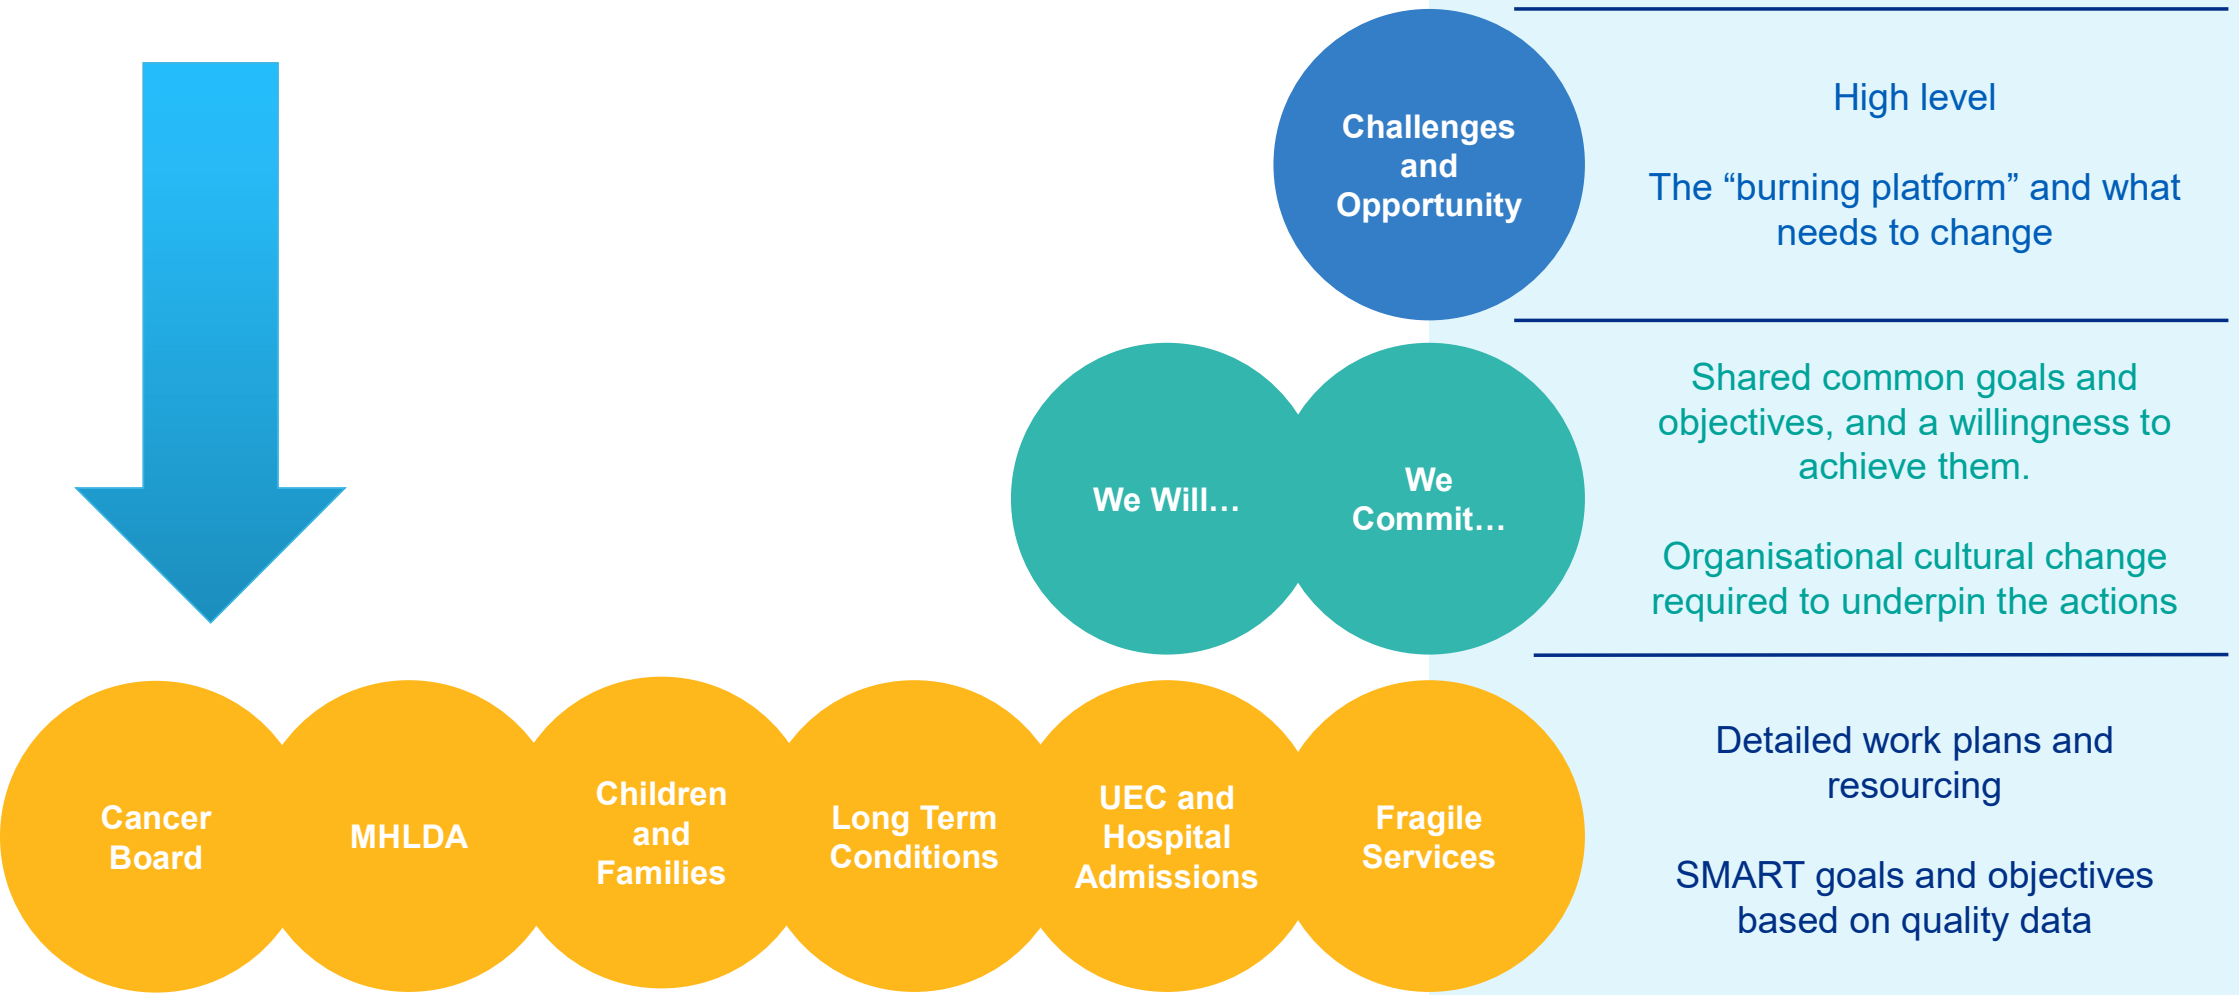 Challenges
and
Opportunity
High level
The “burning platform” and what
needs to change
We Will…
We
Commit…
Shared common goals and
objectives, and a willingness to
achieve them.
Organisational cultural change
required to underpin the actions
Cancer
Board
MHLDA
Children
and
Families
Long Term
Conditions
UEC and
Hospital
Admissions
Fragile
Services
Detailed work plans and
resourcing
SMART goals and objectives
based on quality data